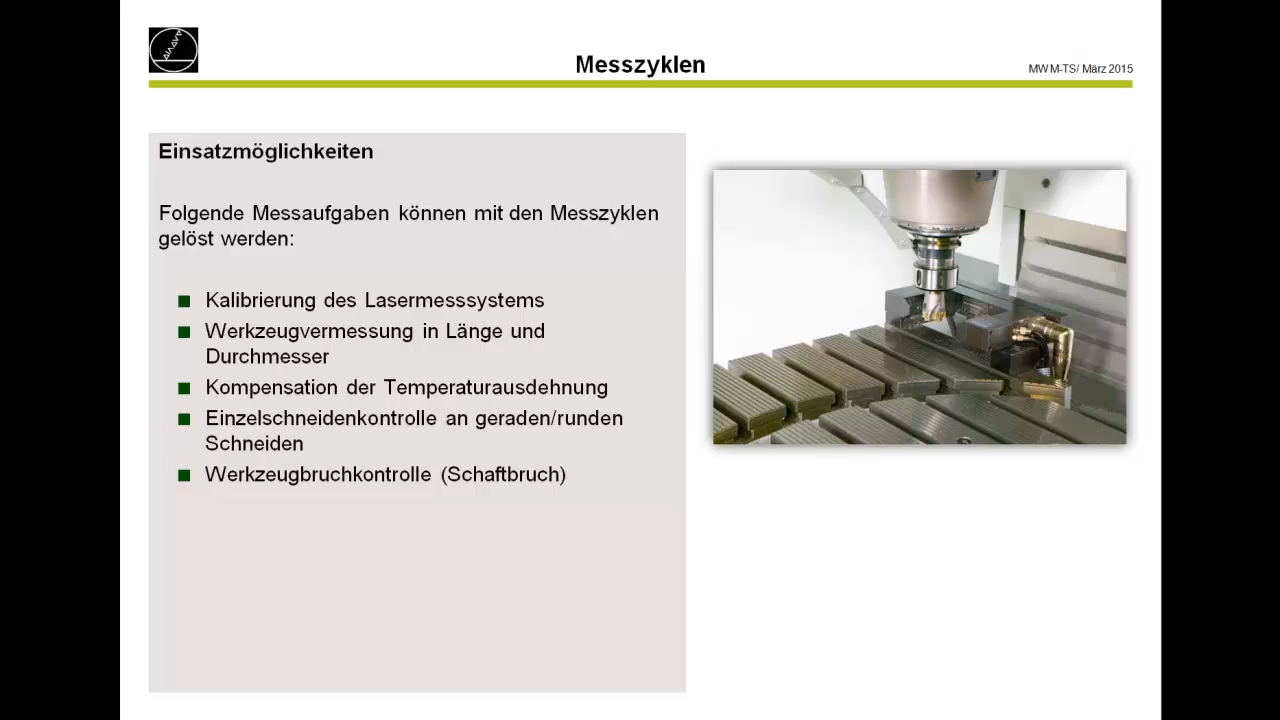 Messzyklen
MWM-TS/ März 2015
Einsatzmöglichkeiten
Folgende Messaufgaben können mit den Messzyklen
gelöst werden:
Kalibrierung des Lasermesssystems
Werkzeugvermessung in Länge und
Durchmesser
Kompensation der Temperaturausdehnung
Einzelschneidenkontrolle an geraden/runden
Schneiden
Werkzeugbruchkontrolle (Schaftbruch)